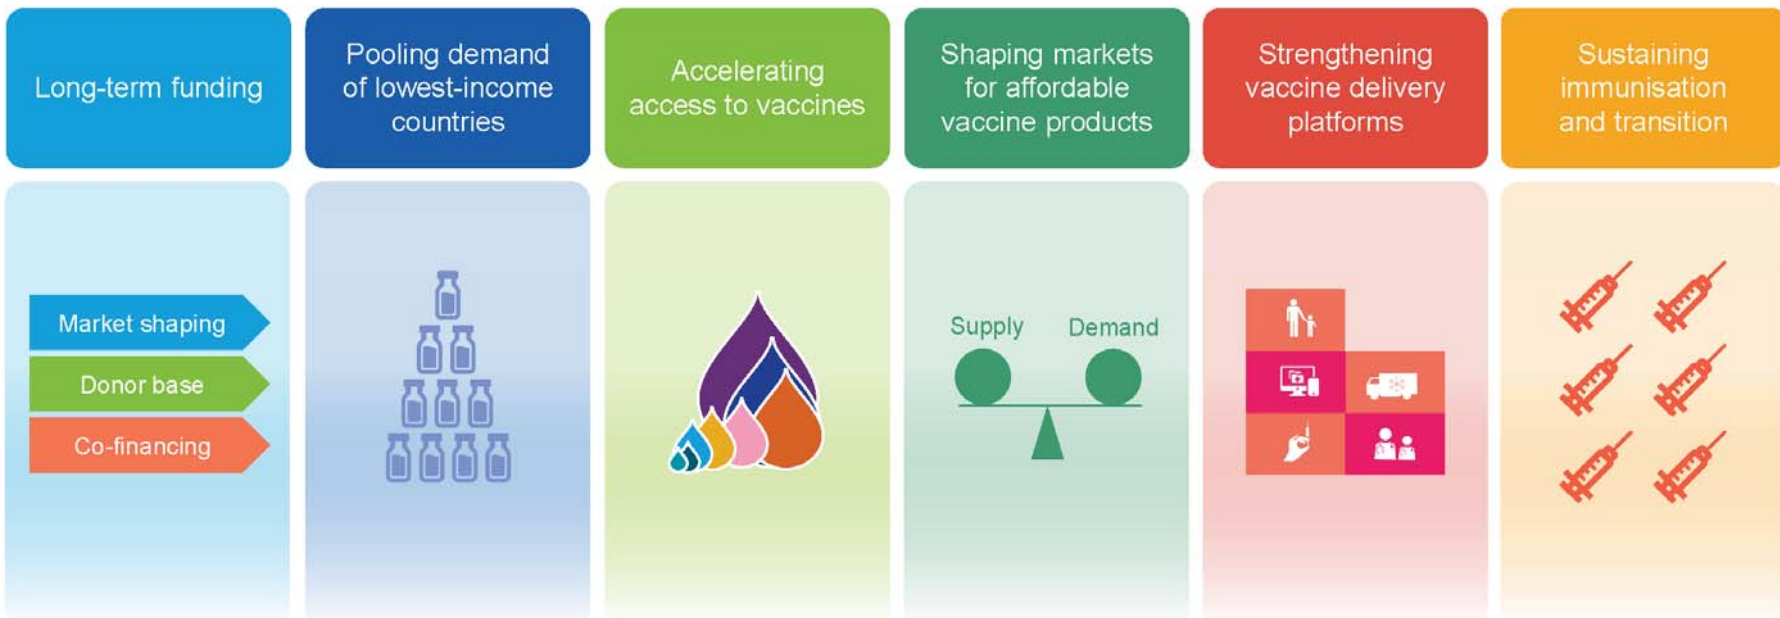 Long-term funding
Pooling demand
of lowest-income
countries
Accelerating
access to vaccines
Shaping markets
for affordable
vaccine products
Strengthening
vaccine delivery
platforms
Sustaining
immunisation
and transition
Market shaping
Donor base
Co-financing
Supply
Demand